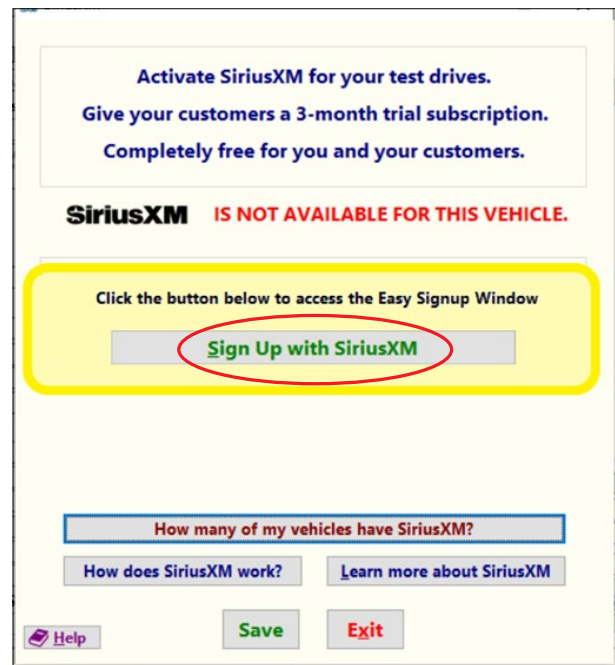 Activate SiriusXM for your test drives.
Give your customers a 3-month trial subscription.
Completely free for you and your customers.
SiriusXM IS NOT AVAILABLE FOR THIS VEHICLE.
Click the button below to access the Easy Signup Window
Sign Up with SiriusXM
How many of my vehicles have SiriusXM?
How does SiriusXM work? Learn more about SiriusXM
Help Save Exit